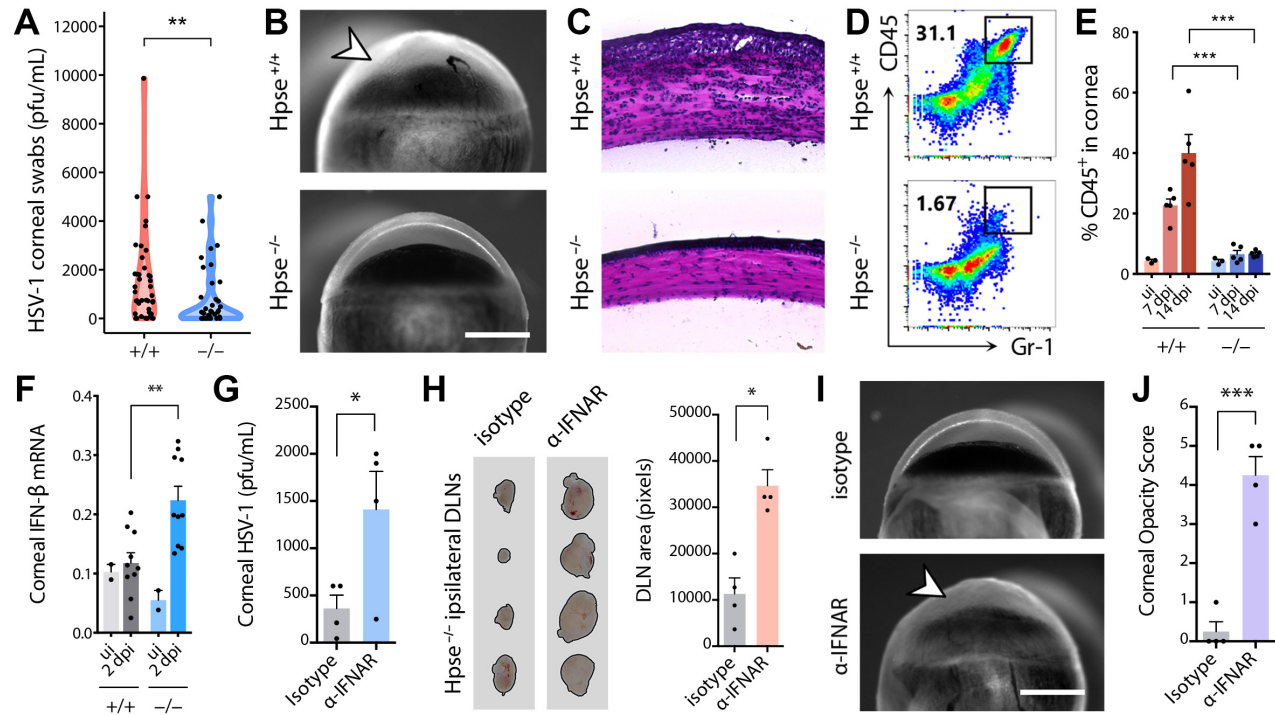 A
HSV-1 corneal swabs (pfu/mL)
12000
10000
8000
6000
4000
2000
0
**
+/+
−/−
B
Hpse+/+
Hpse−/−
C
Hpse+/+
Hpse−/−
D
Hpse+/+
Hpse−/−
CD45
31.1
1.67
Gr-1
E
% CD45+ in cornea
80
60
40
20
0
***
***
ui
7 dpi
14 dpi
ui
7 dpi
14 dpi
+/+
−/−
F
Corneal IFN-β mRNA
0.4
0.3
0.2
0.1
0.0
**
ui
2 dpi
ui
2 dpi
+/+
−/−
G
Corneal HSV-1 (pfu/mL)
2500
2000
1500
1000
500
0
*
Isotype
α-IFNAR
H
isotype
α-IFNAR
Hpse−/− ipsilateral DLNs
DLN area (pixels)
50000
40000
30000
20000
10000
0
*
isotype
α-IFNAR
I
isotype
α-IFNAR
J
Corneal Opacity Score
6
5
4
3
2
1
0
***
Isotype
α-IFNAR